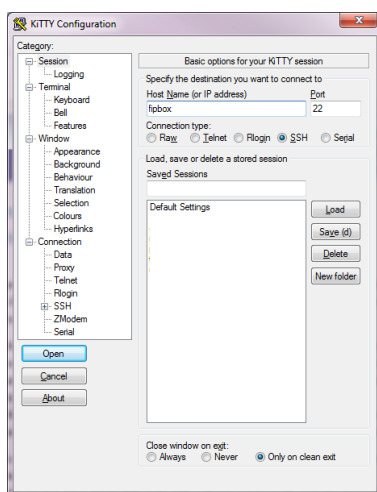 KiTTY Configuration
Category:
Session
Logging
Terminal
Keyboard
Bell
Features
Window
Appearance
Background
Behaviour
Translation
Selection
Colours
Hyperlinks
Connection
Data
Proxy
Telnet
Rlogin
SSH
ZModem
Serial
Open
Cancel
About
Basic options for your KiTTY session
Specify the destination you want to connect to
Host Name (or IP address) Port
fipbox 22
Connection type:
Raw Telnet Rlogin SSH Serial
Load, save or delete a stored session
Saved Sessions
Default Settings
Load
Save (d)
Delete
New folder
Close window on exit:
Always Never Only on clean exit